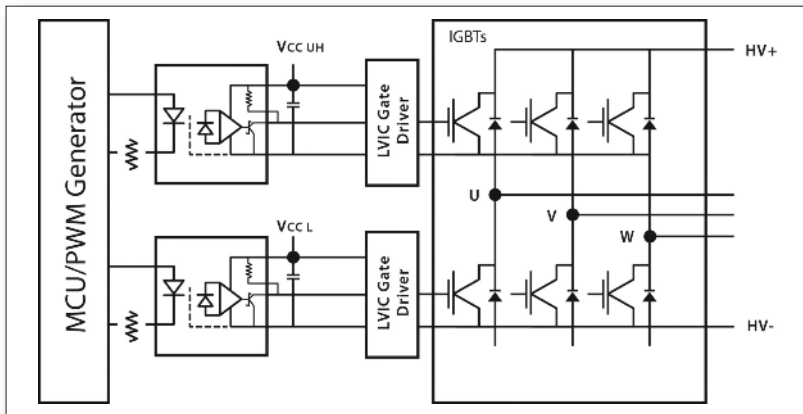 MCU/PWM Generator
VCC UH
LVIC Gate
Driver
IGBTs
HV+
U
V
W
VCC L
LVIC Gate
Driver
HV-